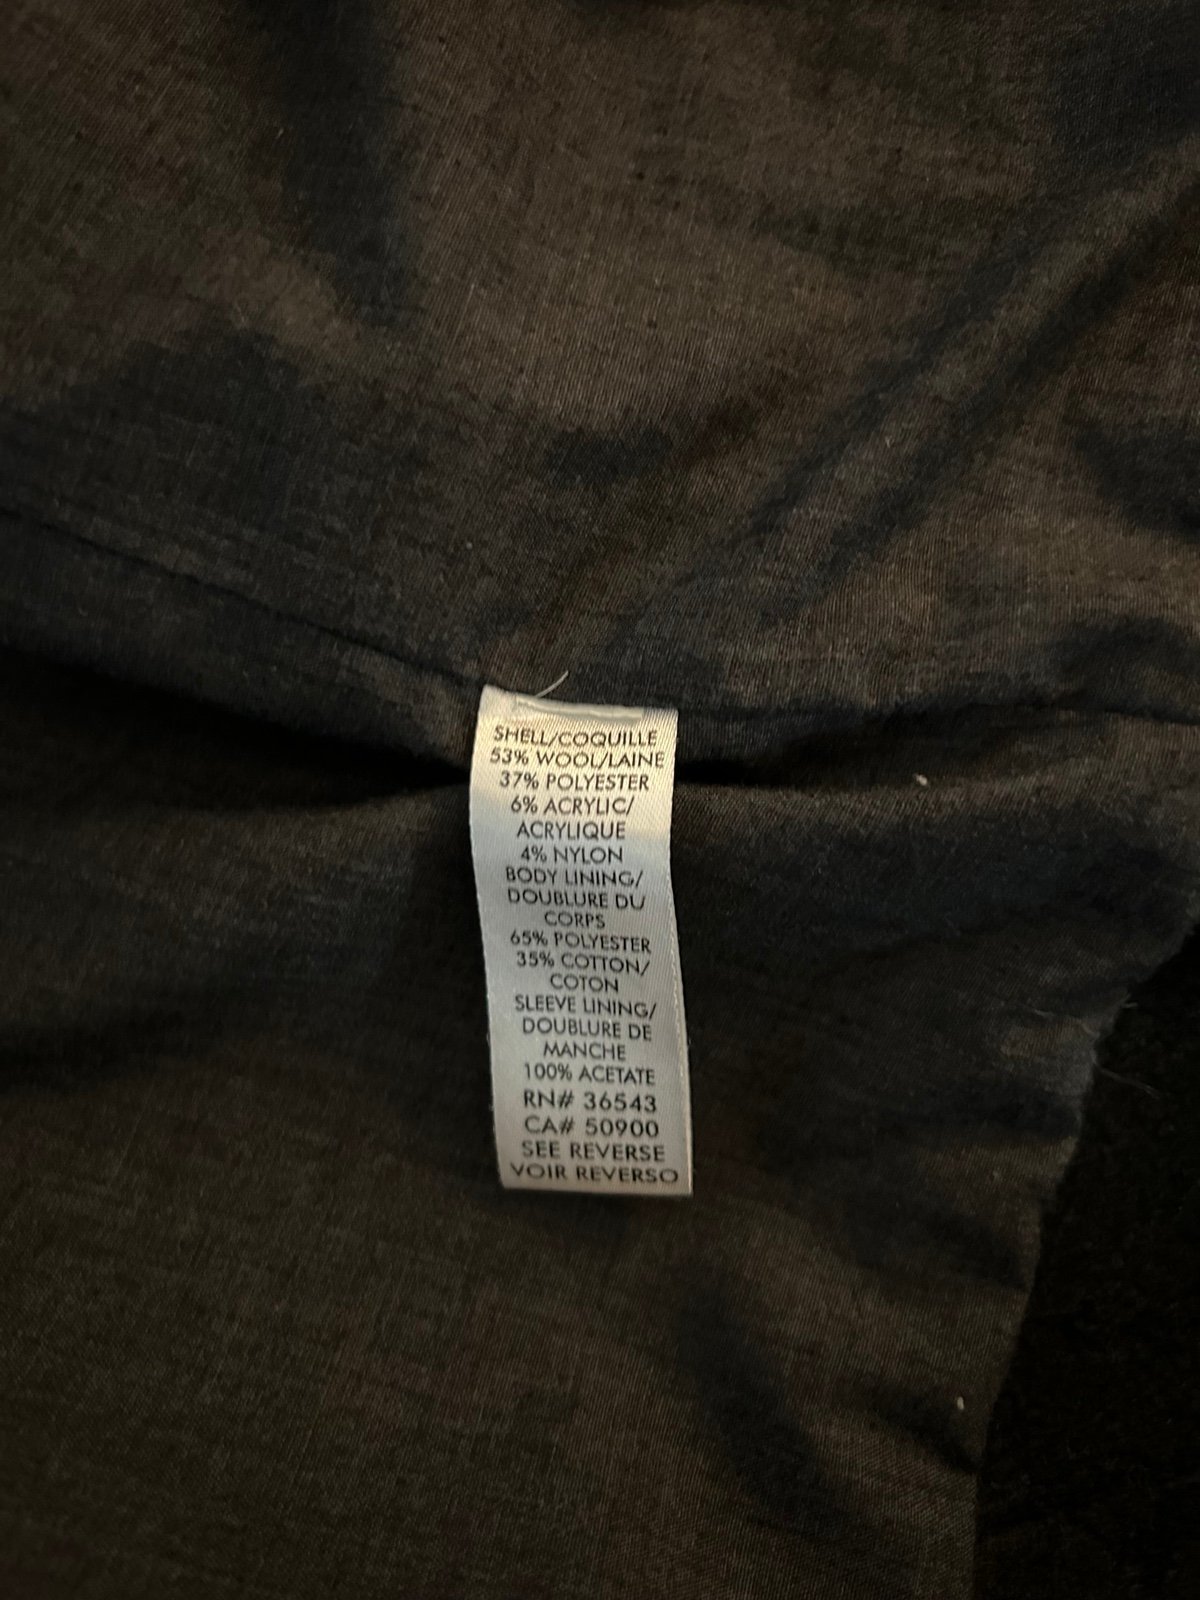 SHELL/COQUILLE
53% WOOL/LAINE
37% POLYESTER
6% ACRYLIC/
ACRYLIQUE
4% NYLON
BODY LINING/
DOUBLURE DU
CORPS
65% POLYESTER
35% COTTON/
COTON
SLEEVE LINING/
DOUBLURE DE
MANCHE
100% ACETATE
RN# 36543
CA# 50900
SEE REVERSE
VOIR REVERSO